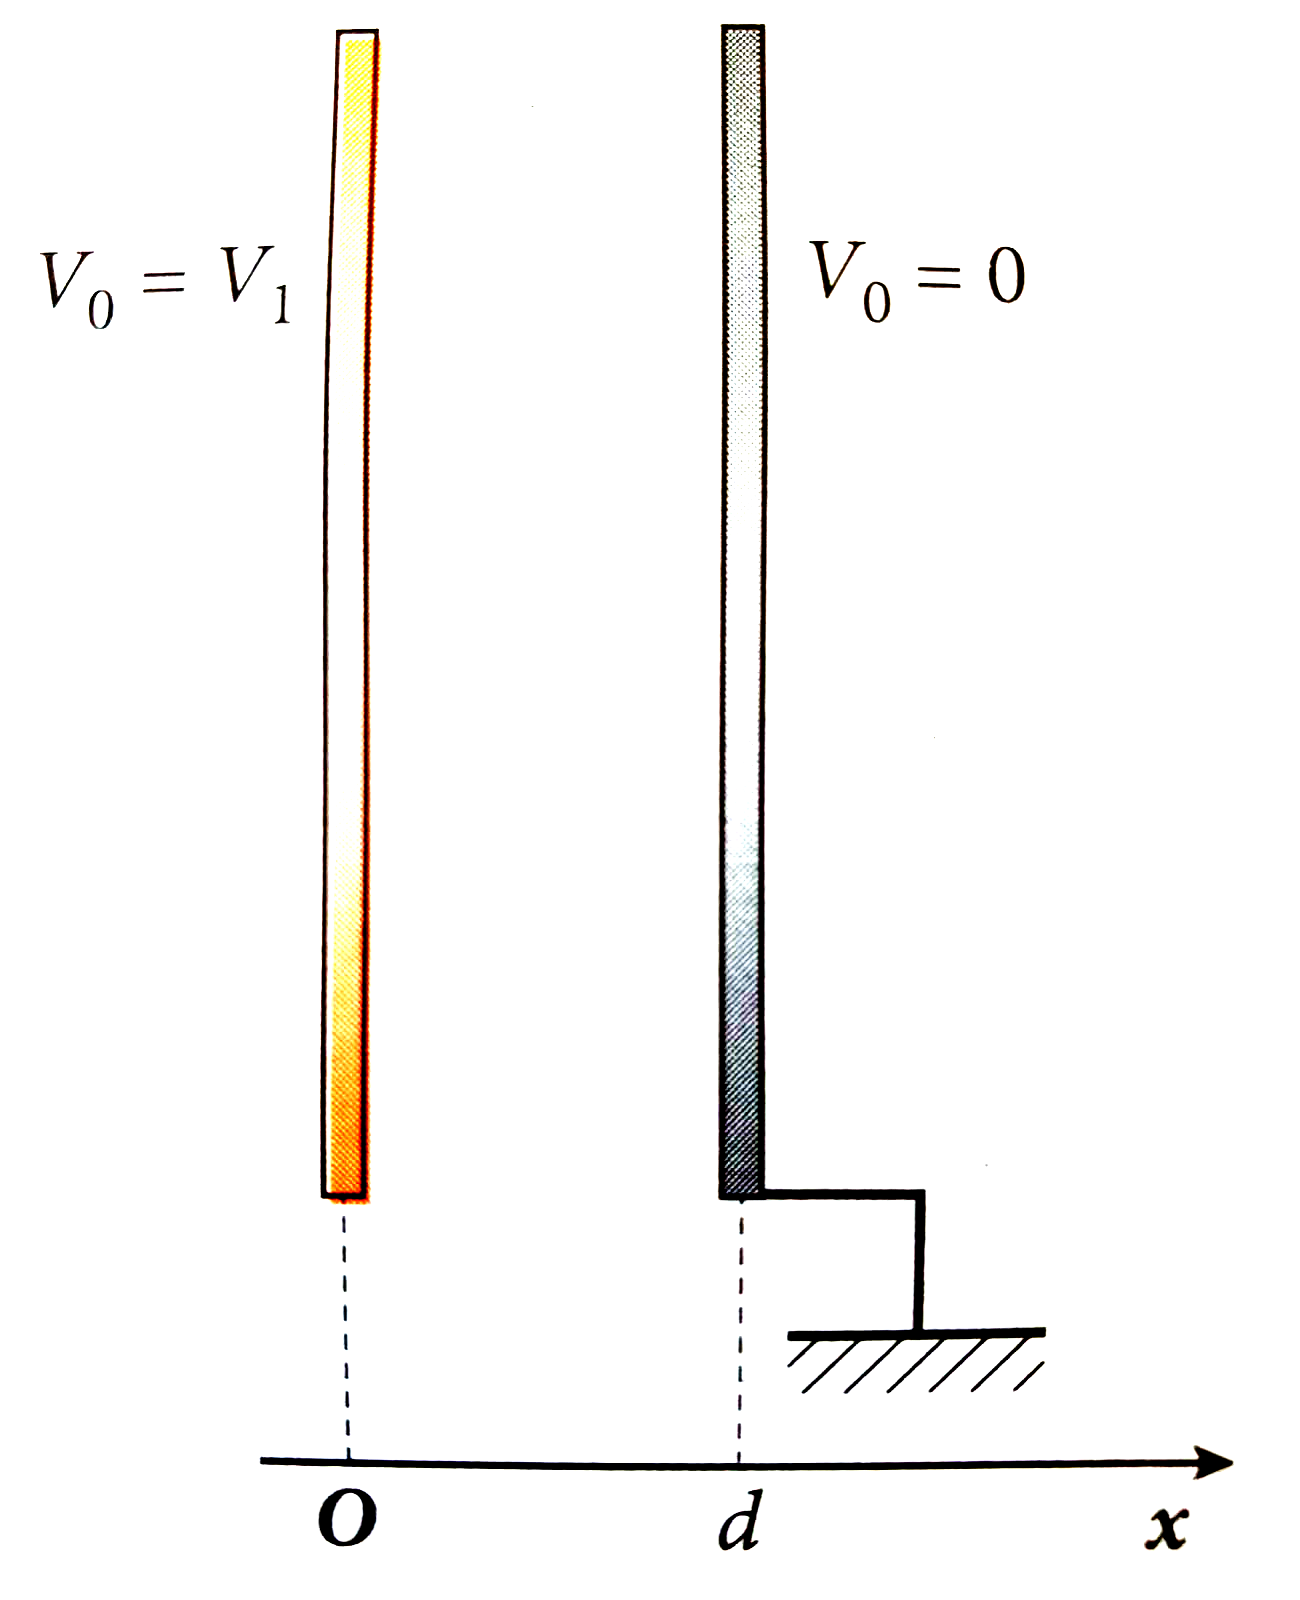 V₀ = V₁
V₀ = 0
O
d
x